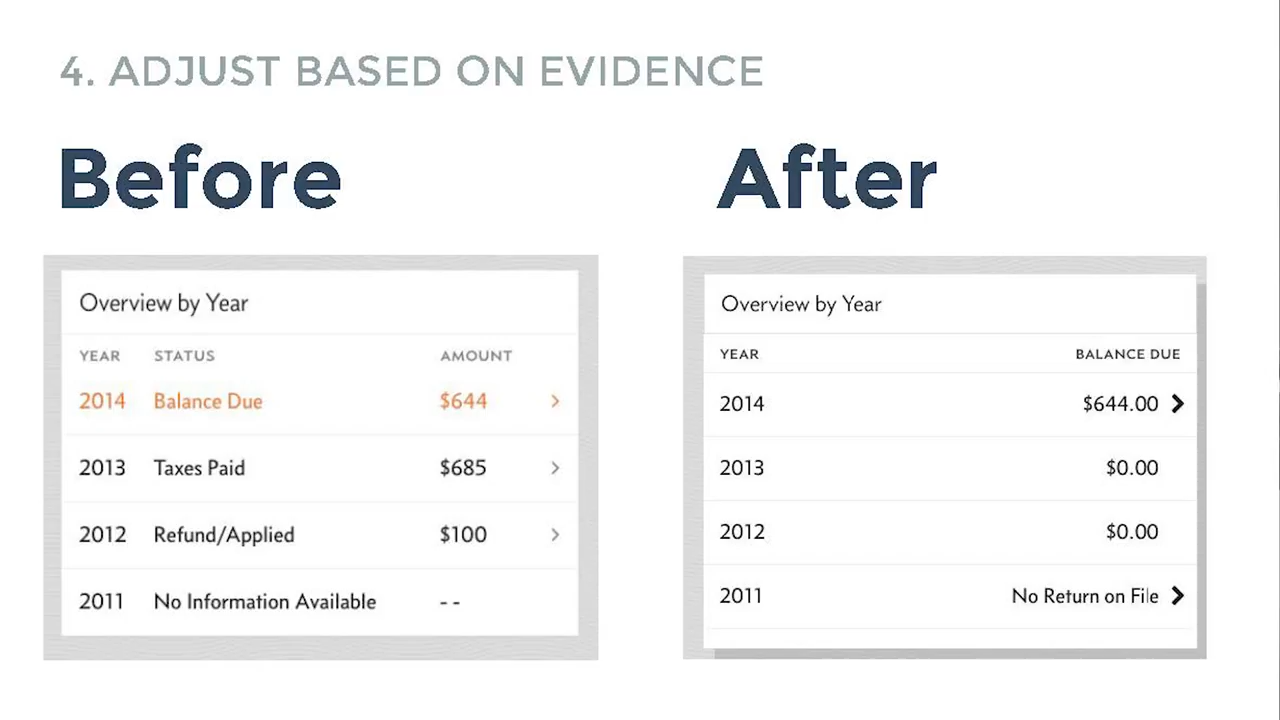 4. ADJUST BASED ON EVIDENCE
Before
After
Overview by Year
YEAR STATUS AMOUNT
2014 Balance Due $644
2013 Taxes Paid $685
2012 Refund/Applied $100
2011 No Information Available - -
Overview by Year
YEAR BALANCE DUE
2014 $644.00
2013 $0.00
2012 $0.00
2011 No Return on File